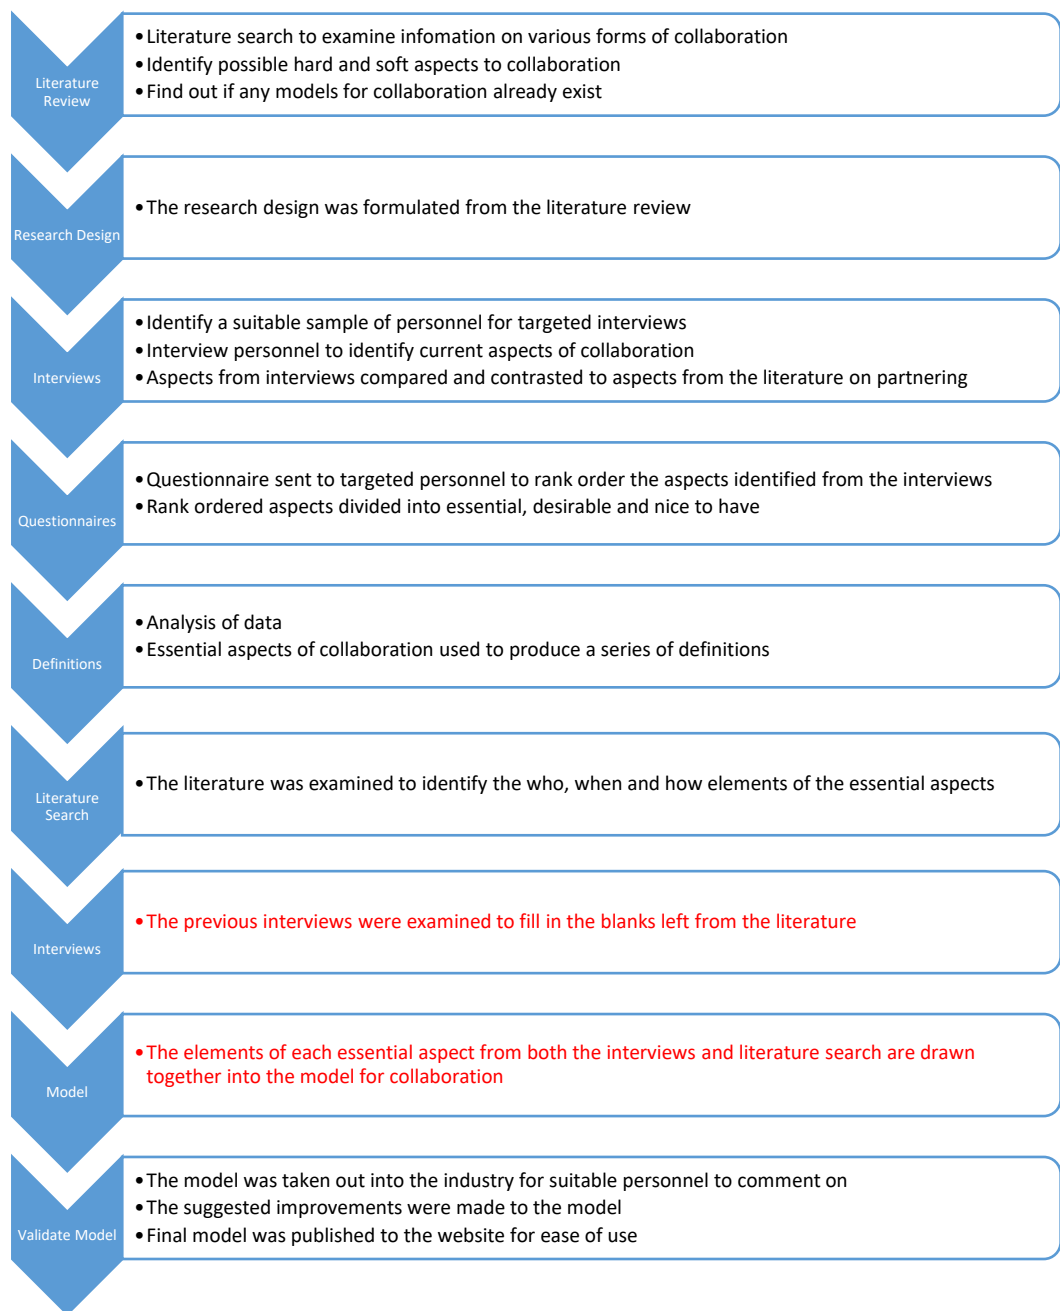 Literature
Review
•Literature search to examine infomation on various forms of collaboration
•Identify possible hard and soft aspects to collaboration
•Find out if any models for collaboration already exist
Research Design
•The research design was formulated from the literature review
Interviews
•Identify a suitable sample of personnel for targeted interviews
•Interview personnel to identify current aspects of collaboration
•Aspects from interviews compared and contrasted to aspects from the literature on partnering
Questionnaires
•Questionnaire sent to targeted personnel to rank order the aspects identified from the interviews
•Rank ordered aspects divided into essential, desirable and nice to have
Definitions
•Analysis of data
•Essential aspects of collaboration used to produce a series of definitions
Literature
Search
•The literature was examined to identify the who, when and how elements of the essential aspects
Interviews
•The previous interviews were examined to fill in the blanks left from the literature
Model
•The elements of each essential aspect from both the interviews and literature search are drawn
together into the model for collaboration
Validate Model
•The model was taken out into the industry for suitable personnel to comment on
•The suggested improvements were made to the model
•Final model was published to the website for ease of use